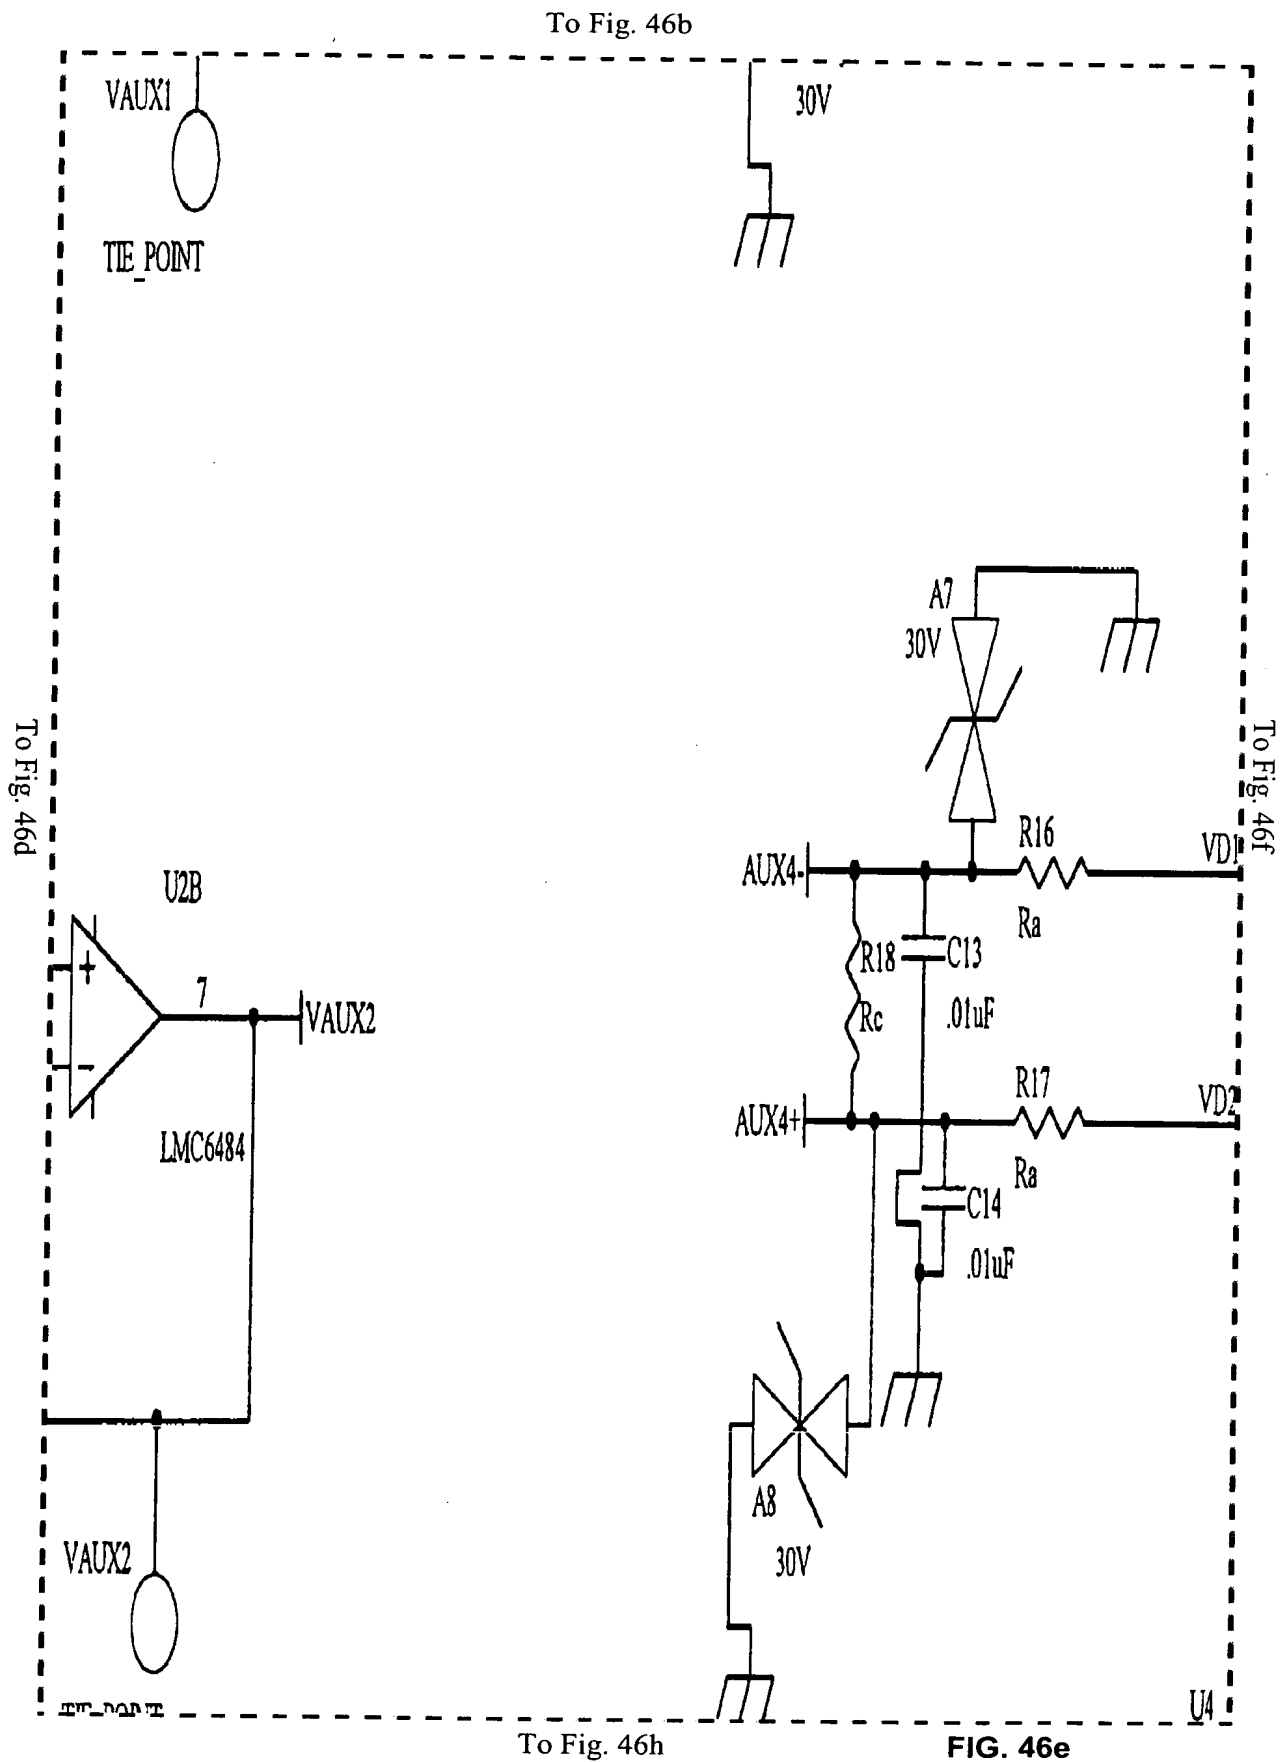 To Fig. 46b
VAUX1
30V
TIE_POINT
A7
30V
To Fig. 46d
To Fig. 46f
R16
VD1
AUX4-
U2B
Ra
+
R18
C13
7
VAUX2
Rc
.01uF
-
R17
VD2
AUX4+
LMC6484
Ra
C14
.01uF
A8
VAUX2
30V
U4
To Fig. 46h
FIG. 46e